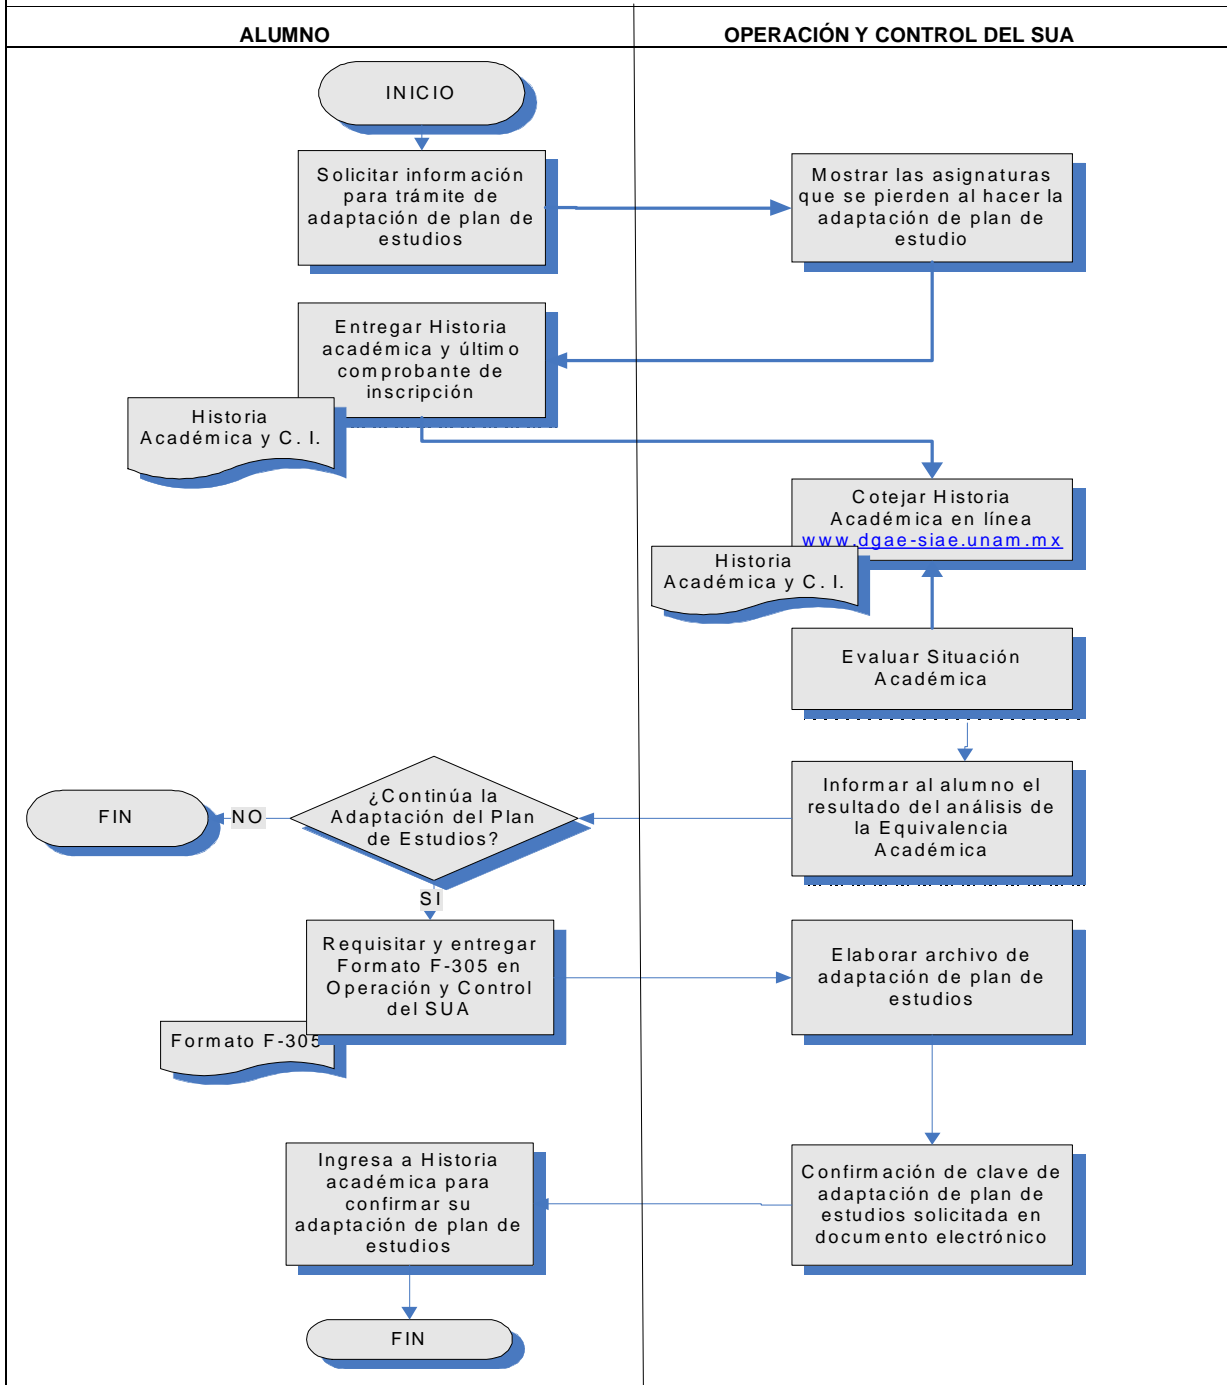 ALUMNO
OPERACIÓN Y CONTROL DEL SUA
INICIO
Solicitar información
para trámite de
adaptación de plan de
estudios
Mostrar las asignaturas
que se pierden al hacer la
adaptación de plan de
estudio
Entregar Historia
académica y último
comprobante de
inscripción
Historia
Académica y C. I.
Cotejar Historia
Académica en línea
www.dgae-siae.unam.mx
Historia
Académica y C. I.
Evaluar Situación
Académica
Informar al alumno el
resultado del análisis de
la Equivalencia
Académica
¿Continúa la
Adaptación del Plan
de Estudios?
NO
FIN
SI
Requisitar y entregar
Formato F-305 en
Operación y Control
del SUA
Formato F-305
Elaborar archivo de
adaptación de plan de
estudios
Confirmación de clave de
adaptación de plan de
estudios solicitada en
documento electrónico
Ingresa a Historia
académica para
confirmar su
adaptación de plan de
estudios
FIN